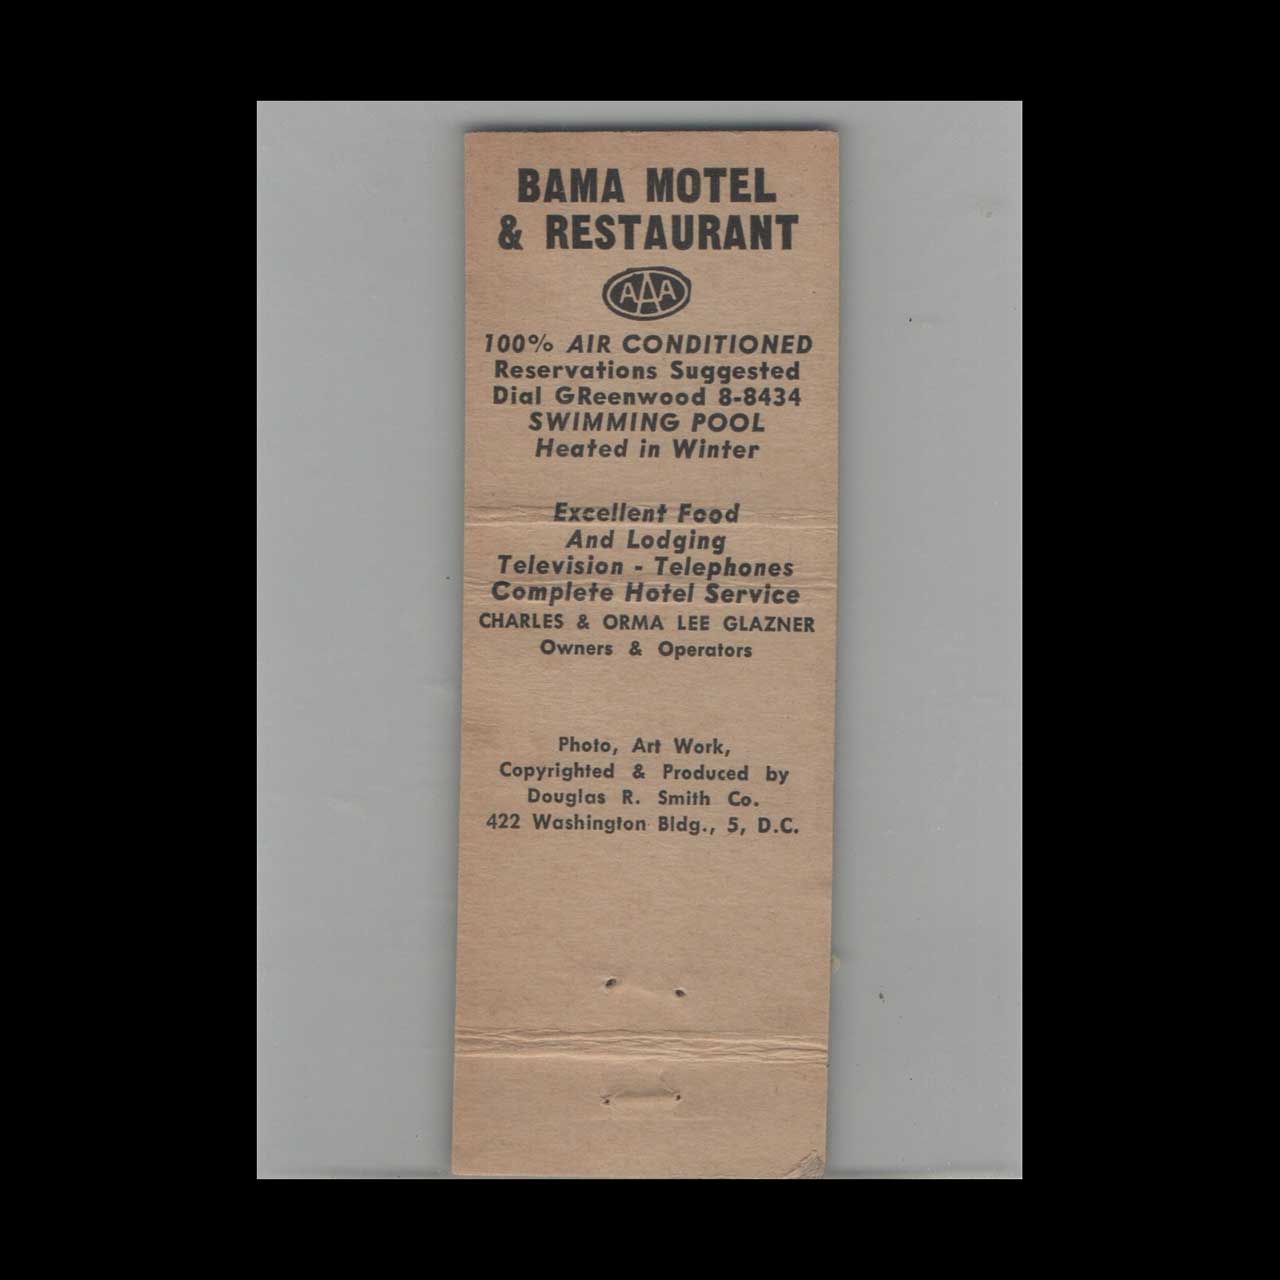 BAMA MOTEL
& RESTAURANT
AAA
100% AIR CONDITIONED
Reservations Suggested
Dial GReenwood 8-8434
SWIMMING POOL
Heated in Winter
Excellent Food
And Lodging
Television - Telephones
Complete Hotel Service
CHARLES & ORMA LEE GLAZNER
Owners & Operators
Photo, Art Work,
Copyrighted & Produced by
Douglas R. Smith Co.
422 Washington Bldg., 5, D.C.